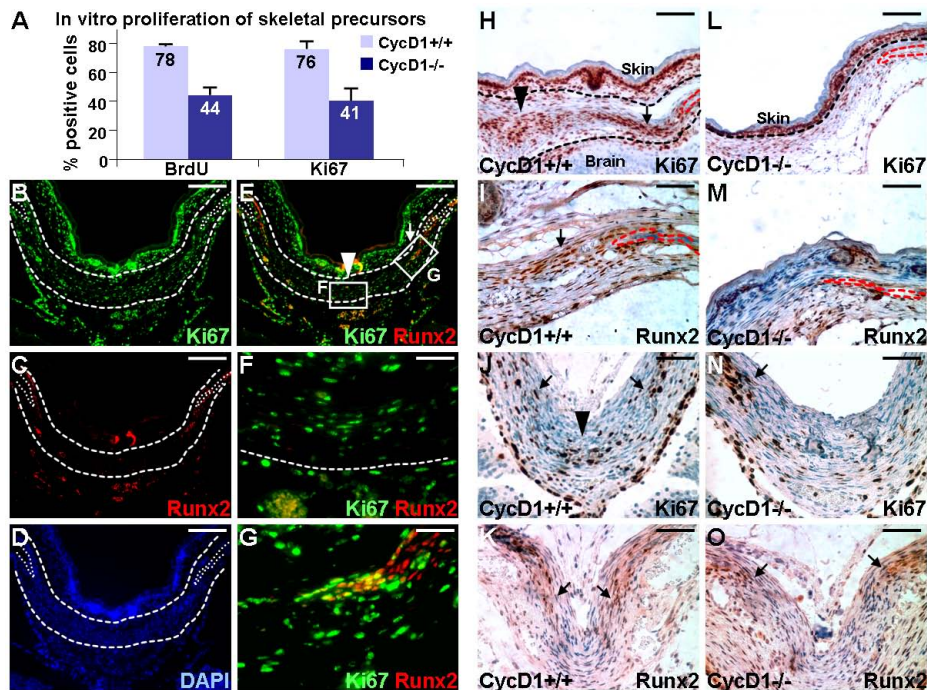 A In vitro proliferation of skeletal precursors
% positive cells
80
60
40
20
0
78
44
76
41
CycD1+/+
CycD1-/-
BrdU Ki67
B
Ki67
E
F
G
Ki67 Runx2
C
Runx2
F
Ki67 Runx2
D
DAPI
G
Ki67 Runx2
H
Skin
Brain
CycD1+/+ Ki67
L
Skin
CycD1-/- Ki67
I
CycD1+/+ Runx2
M
CycD1-/- Runx2
J
CycD1+/+ Ki67
N
CycD1-/- Ki67
K
CycD1+/+ Runx2
O
CycD1-/- Runx2